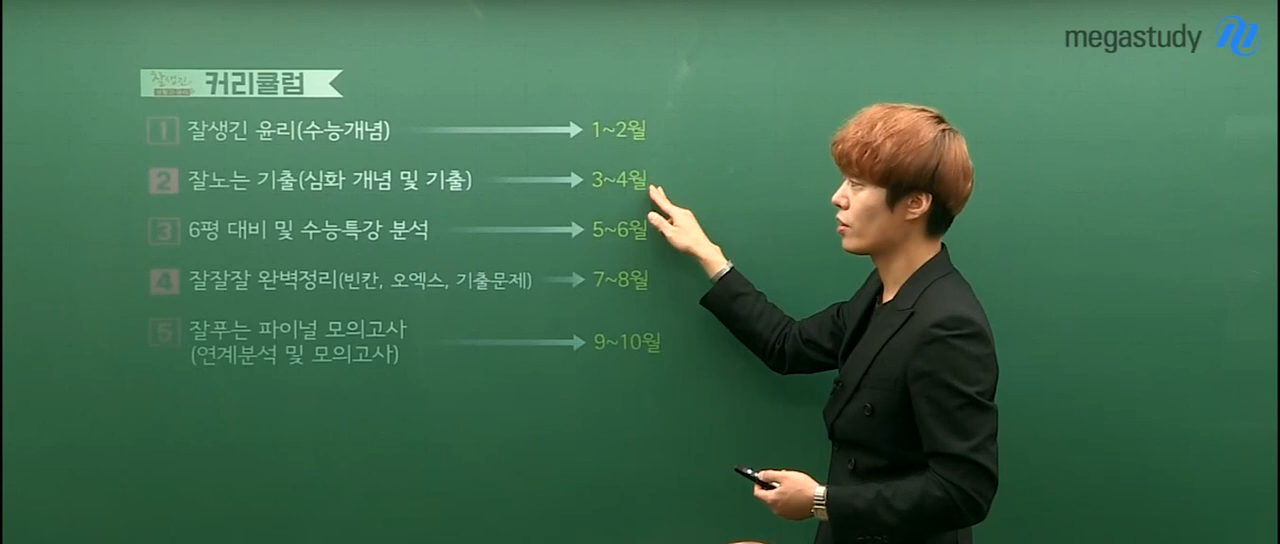 megastudy
잘생긴 커리큘럼
1 잘생긴 윤리(수능개념) 1~2월
2 잘노는 기출(심화 개념 및 기출) 3~4월
3 6평 대비 및 수능특강 분석 5~6월
4 잘잘잘 완벽정리(빈칸, 오엑스, 기출문제) 7~8월
5 잘푸는 파이널 모의고사
(연계분석 및 모의고사) 9~10월